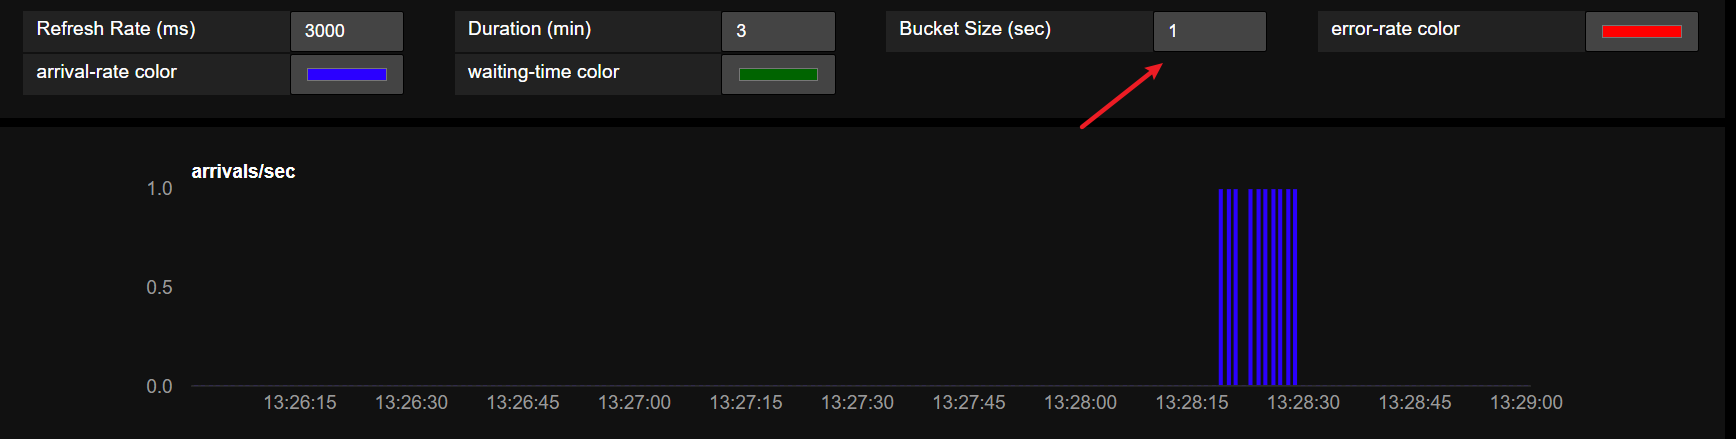 Refresh Rate (ms) 3000 Duration (min) 3 Bucket Size (sec) 1 error-rate color
arrival-rate color waiting-time color
arrivals/sec
1.0
0.5
0.0
13:26:15 13:26:30 13:26:45 13:27:00 13:27:15 13:27:30 13:27:45 13:28:00 13:28:15 13:28:30 13:28:45 13:29:00